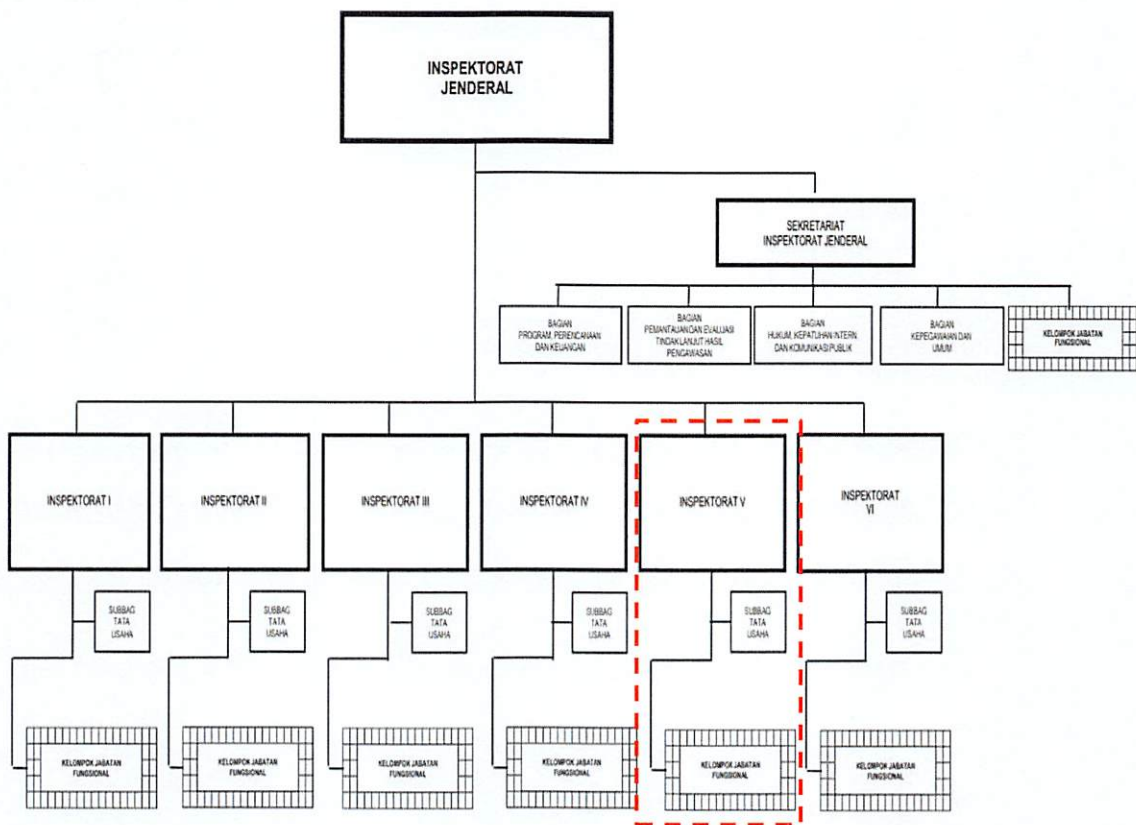 INSPEKTORAT
JENDERAL
SEKRETARIAT
INSPEKTORAT JENDERAL
BAGIAN
PROGRAM, PERENCANAAN
DAN KEUANGAN
BAGIAN
PEMANTAUAN DAN EVALUASI
TINDAK LANJUT HASIL
PENGAWASAN
BAGIAN
HUKUM, KEPATUHAN INTERN
DAN KOMUNIKASI PUBLIK
BAGIAN
KEPEGAWAIAN DAN
UMUM
KELOMPOK JABATAN
FUNGSIONAL
INSPEKTORAT I
INSPEKTORAT II
INSPEKTORAT III
INSPEKTORAT IV
INSPEKTORAT V
INSPEKTORAT
VI
SUBBAG
TATA
USAHA
SUBBAG
TATA
USAHA
SUBBAG
TATA
USAHA
SUBBAG
TATA
USAHA
SUBBAG
TATA
USAHA
SUBBAG
TATA
USAHA
KELOMPOK JABATAN
FUNGSIONAL
KELOMPOK JABATAN
FUNGSIONAL
KELOMPOK JABATAN
FUNGSIONAL
KELOMPOK JABATAN
FUNGSIONAL
KELOMPOK JABATAN
FUNGSIONAL
KELOMPOK JABATAN
FUNGSIONAL